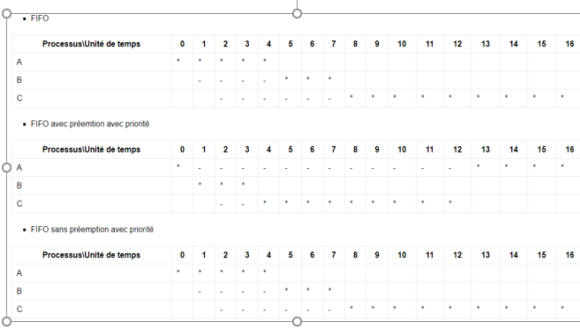 ▪ FIFO
Processus\Unité de temps 0 1 2 3 4 5 6 7 8 9 10 11 12 13 14 15 16
A * * * * *
B - - - - * * *
C - - - - - - * * * * * * * * *
▪ FIFO avec préemtion avec priorité
Processus\Unité de temps 0 1 2 3 4 5 6 7 8 9 10 11 12 13 14 15 16
A * - - - - - - - - - - - - * * * *
B * * *
C - - * * * * * * * * *
▪ FIFO sans préemption avec priorité
Processus\Unité de temps 0 1 2 3 4 5 6 7 8 9 10 11 12 13 14 15 16
A * * * * *
B - - - - * * *
C - - - - - - * * * * * * * * *